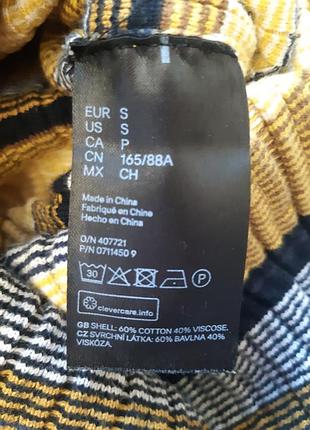 EUR S
US S
CA P
CN 165/88A
MX CH
Made in China
Fabriqué en Chine
Hecho en China
O/N 407721
P/N 0711450 9
30 P
clevercare.info
GB SHELL: 60% COTTON 40% VISCOSE.
CZ SVRCHNÍ LÁTKA: 60% BAVLNA 40%
VISKÓZA.